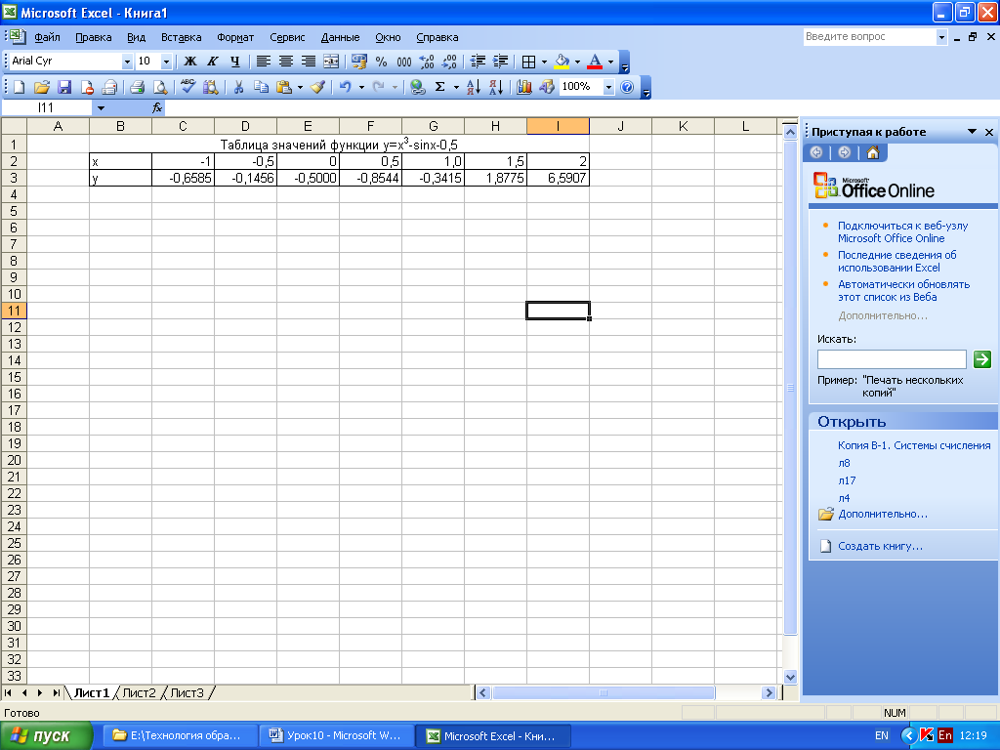 Microsoft Excel - Книга1
Файл Правка Вид Вставка Формат Сервис Данные Окно Справка
Введите вопрос
Arial Cyr 10 Ж К Ч % 000
100%
I11 fx
A B C D E F G H I J K L
1 Таблица значений функции y=x³-sinx-0,5
2 x -1 -0,5 0 0,5 1,0 1,5 2
3 y -0,6585 -0,1456 -0,5000 -0,8544 -0,3415 1,8775 6,5907
4
5
6
7
8
9
10
11
12
13
14
15
16
17
18
19
20
21
22
23
24
25
26
27
28
29
30
31
32
33
Приступая к работе
Microsoft
Office Online
Подключиться к веб-узлу
Microsoft Office Online
Последние сведения об
использовании Excel
Автоматически обновлять
этот список из Веба
Дополнительно...
Искать:
Пример: "Печать нескольких
копий"
Открыть
Копия В-1. Системы счисления
л8
л17
л4
Дополнительно...
Создать книгу...
Лист1 Лист2 Лист3
Готово NUM
пуск E:\Технология обра... Урок10 - Microsoft W... Microsoft Excel - Кни... EN En 12:19